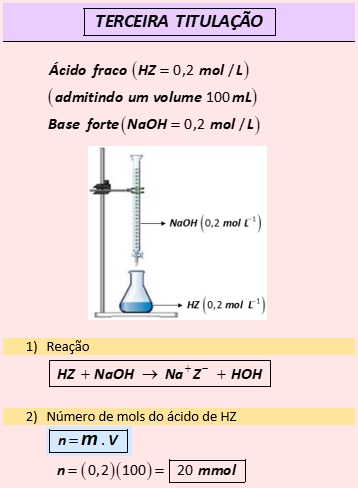 TERCEIRA TITULAÇÃO
Ácido fraco (HZ = 0,2 mol / L)
(admitindo um volume 100 mL)
Base forte (NaOH = 0,2 mol / L)
NaOH (0,2 mol L⁻¹)
HZ (0,2 mol L⁻¹)
1) Reação
HZ + NaOH → Na⁺Z⁻ + HOH
2) Número de mols do ácido de HZ
n = m . V
n = (0,2)(100) = 20 mmol